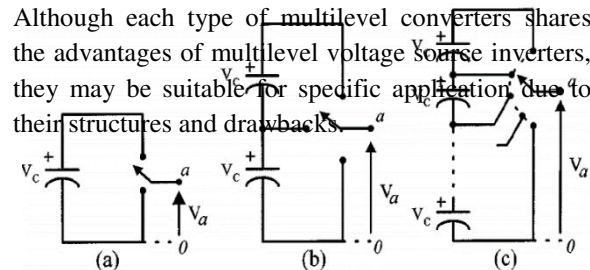 Although each type of multilevel converters shares
the advantages of multilevel voltage source inverters,
they may be suitable for specific application due to
their structures and drawbacks.
+
Vc
a
Va
0
(a)
+
Vc
+
Vc
a
Va
0
(b)
+
Vc
+
Vc
+
Vc
a
Va
0
(c)